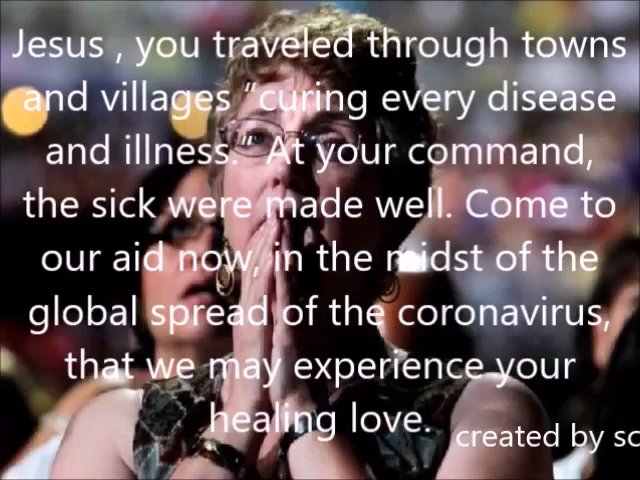 Jesus , you traveled through towns
and villages “curing every disease
and illness.” At your command,
the sick were made well. Come to
our aid now, in the midst of the
global spread of the coronavirus,
that we may experience your
healing love.
created by